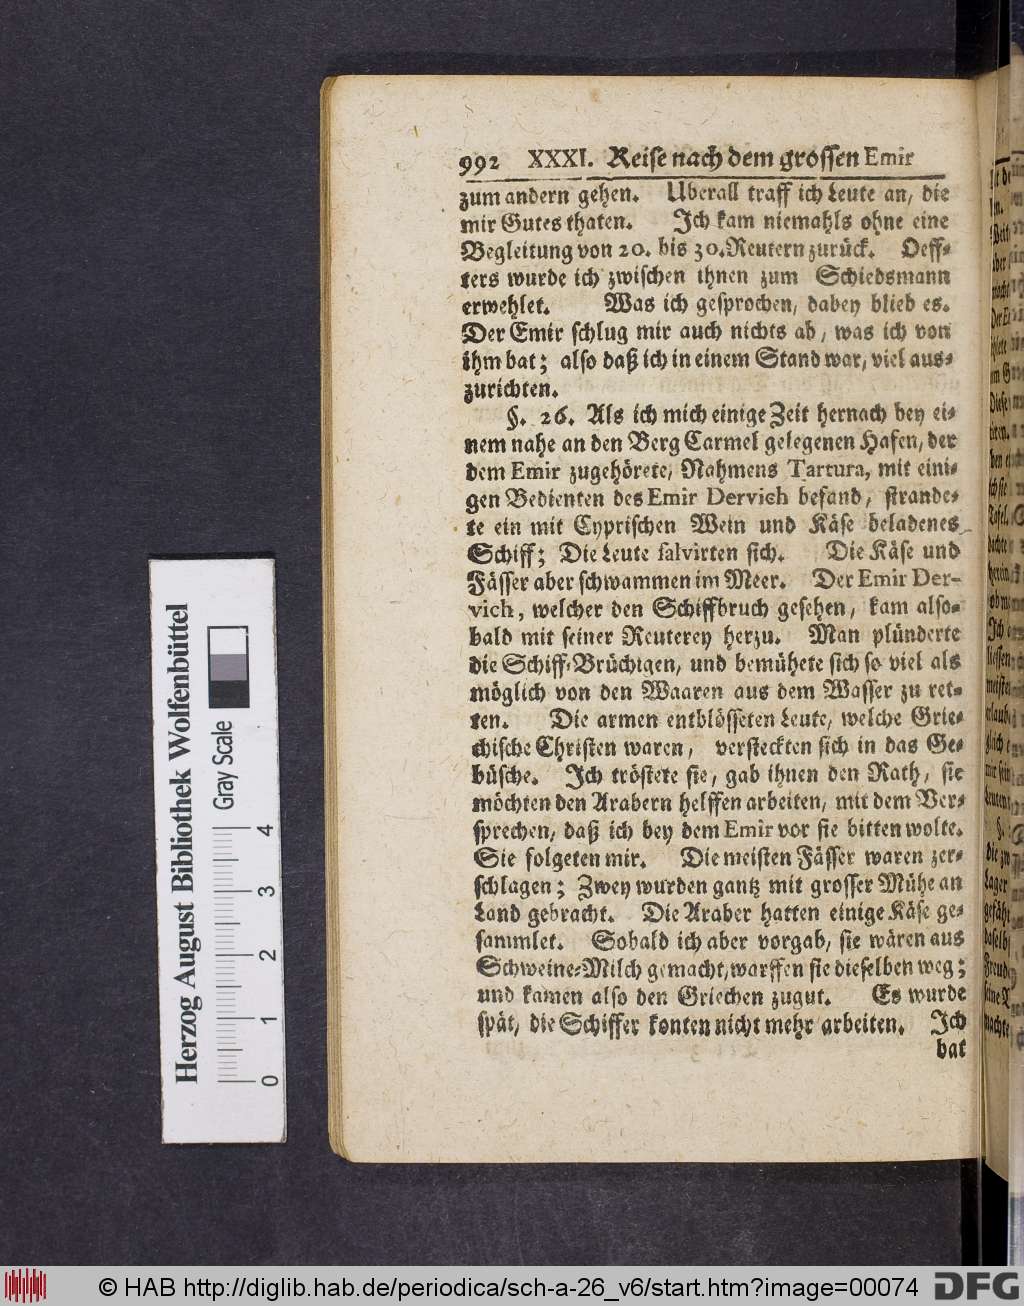 992 XXXI. Reise nach dem grossen Emir
zum andern gehen. Uberall traff ich Leute an, die
mir Gutes thaten. Ich kam niemahls ohne eine
Begleitung von 20. bis 30. Reutern zurück. Oeff-
ters wurde ich zwischen ihnen zum Schiedsmann
erwehlet. Was ich gesprochen, dabey blieb es.
Der Emir schlug mir auch nichts ab, was ich von
ihm bat; also daß ich in einem Stand war, viel aus-
zurichten.
§. 26. Als ich mich einige Zeit hernach bey ei-
nem nahe an den Berg Carmel gelegenen Hafen, der
dem Emir zugehörete, Nahmens Tartura, mit eini-
gen Bedienten des Emir Dervich befand, strande-
te ein mit Cyprischen Wein und Käse beladenes
Schiff; Die Leute salvirten sich. Die Käse und
Fässer aber schwammen im Meer. Der Emir Der-
vich, welcher den Schiffbruch gesehen, kam also-
bald mit seiner Reuterey herzu. Man plünderte
die Schiff-Brüchigen, und bemühete sich so viel als
möglich von den Waaren aus dem Wasser zu ret-
ten. Die armen entblösseten Leute, welche Grie-
chische Christen waren, versteckten sich in das Ge-
büsche. Ich tröstete sie, gab ihnen den Rath, sie
möchten den Arabern helffen arbeiten, mit dem Ver-
sprechen, daß ich bey dem Emir vor sie bitten wolte.
Sie folgeten mir. Die meisten Fässer waren zer-
schlagen; Zwey wurden gantz mit grosser Mühe an
Land gebracht. Die Araber hatten einige Käse ge-
sammlet. Sobald ich aber vorgab, sie wären aus
Schweine-Milch gemacht, warffen sie dieselben weg;
und kamen also den Griechen zugut. Es wurde
spät, die Schiffer konten nicht mehr arbeiten. Ich
bat
Herzog August Bibliothek Wolfenbüttel
Gray Scale
0 1 2 3 4
© HAB http://diglib.hab.de/periodica/sch-a-26_v6/start.htm?image=00074
DFG